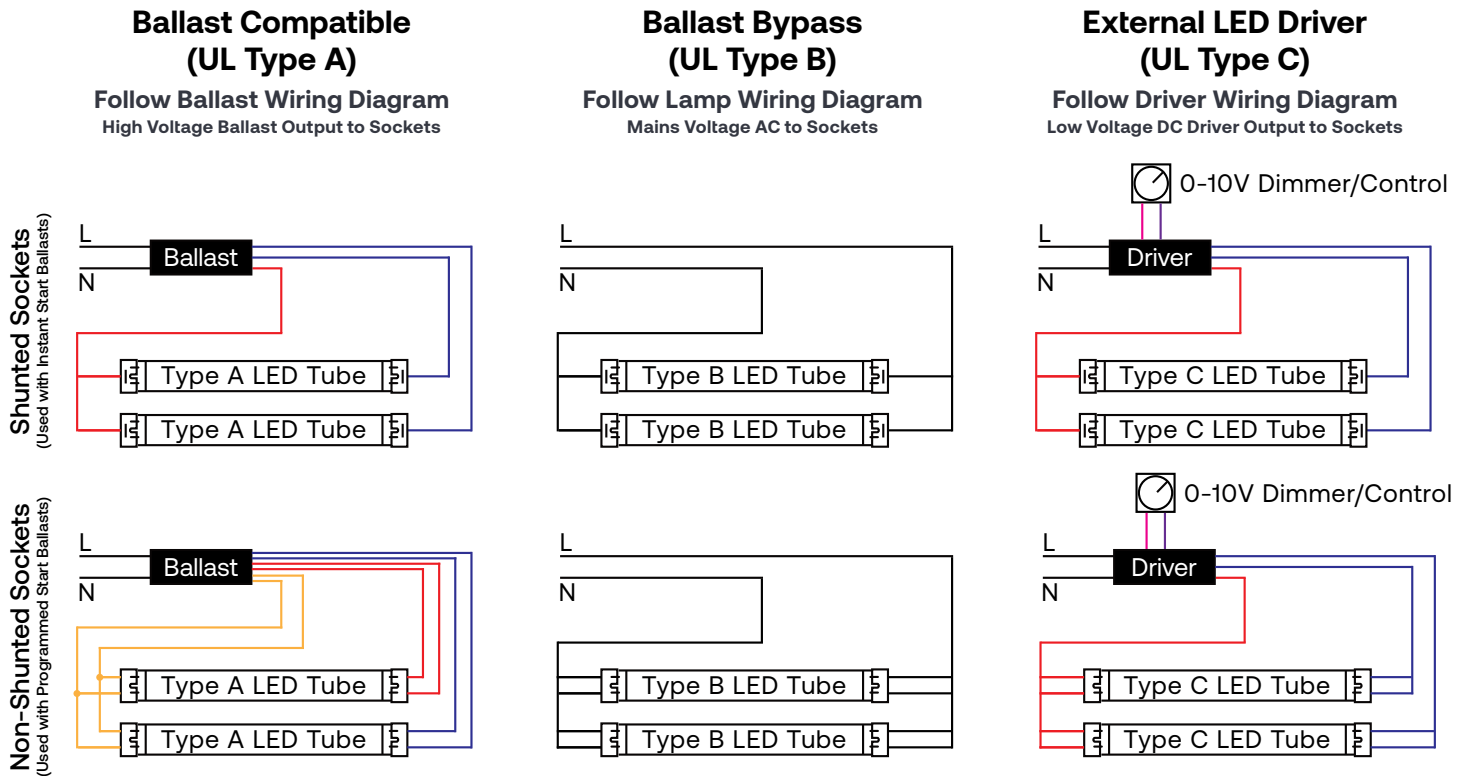 Ballast Compatible
(UL Type A)
Follow Ballast Wiring Diagram
High Voltage Ballast Output to Sockets
Ballast Bypass
(UL Type B)
Follow Lamp Wiring Diagram
Mains Voltage AC to Sockets
External LED Driver
(UL Type C)
Follow Driver Wiring Diagram
Low Voltage DC Driver Output to Sockets
Shunted Sockets
(Used with Instant Start Ballasts)
L
Ballast
N
Type A LED Tube
Type A LED Tube
L
N
Type B LED Tube
Type B LED Tube
0-10V Dimmer/Control
L
Driver
N
Type C LED Tube
Type C LED Tube
Non-Shunted Sockets
(Used with Programmed Start Ballasts)
L
Ballast
N
Type A LED Tube
Type A LED Tube
L
N
Type B LED Tube
Type B LED Tube
0-10V Dimmer/Control
L
Driver
N
Type C LED Tube
Type C LED Tube